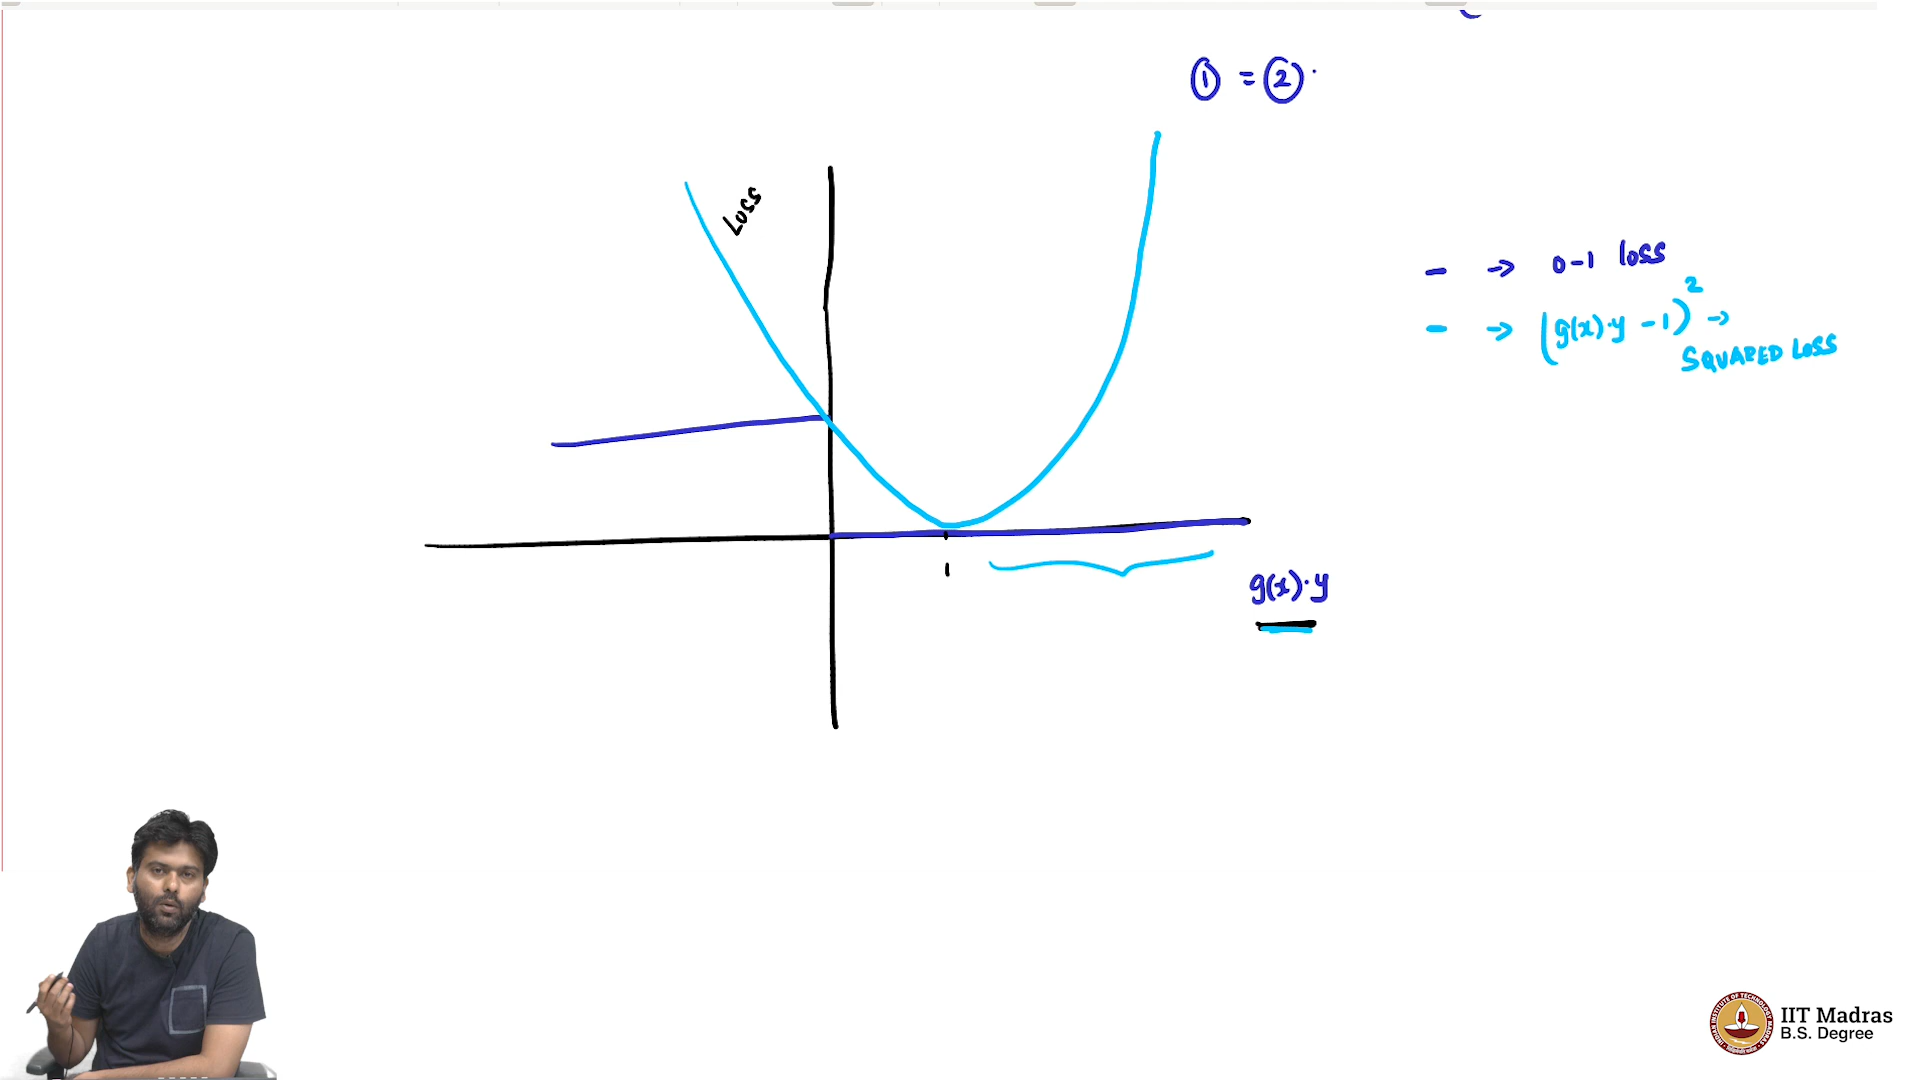 ① = ②
Loss
- → 0-1 loss
- → (g(x)·y - 1)² →
SQUARED LOSS
1
g(x)·y
IIT Madras
B.S. Degree